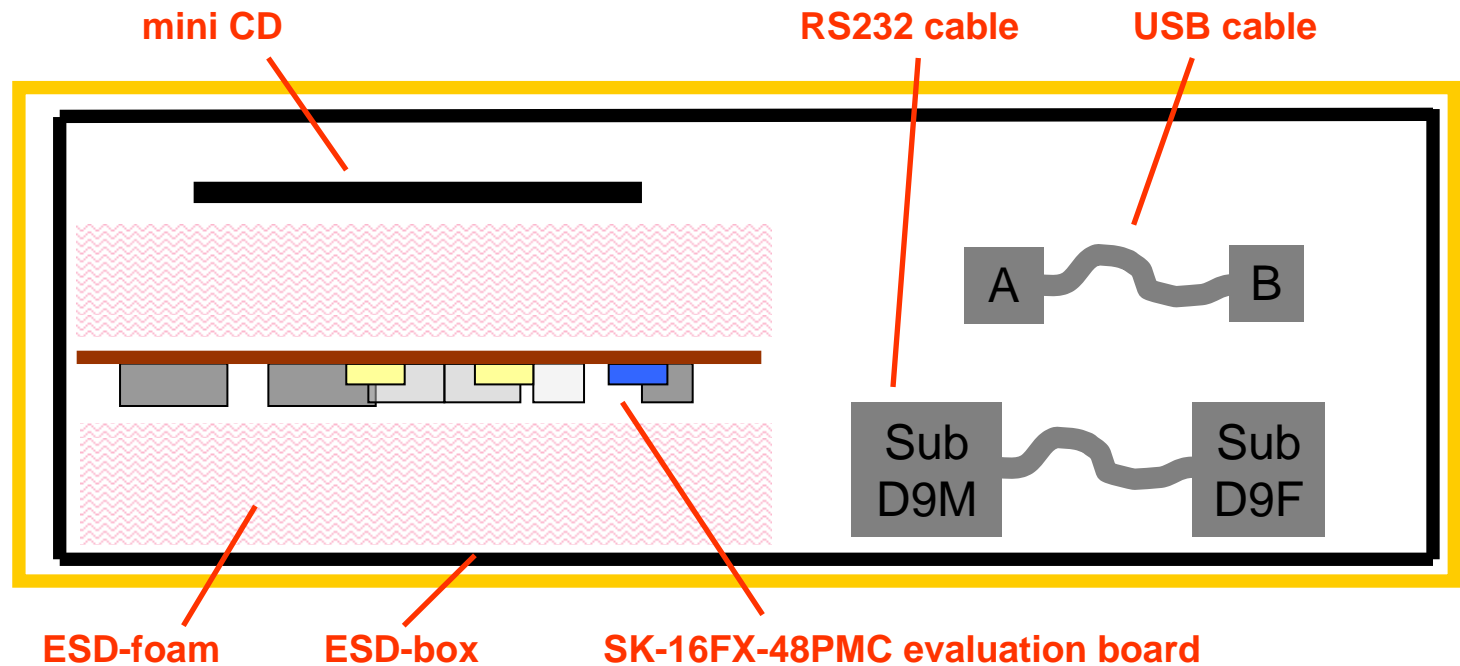 mini CD
RS232 cable
USB cable
A
B
Sub
D9M
Sub
D9F
ESD-foam
ESD-box
SK-16FX-48PMC evaluation board